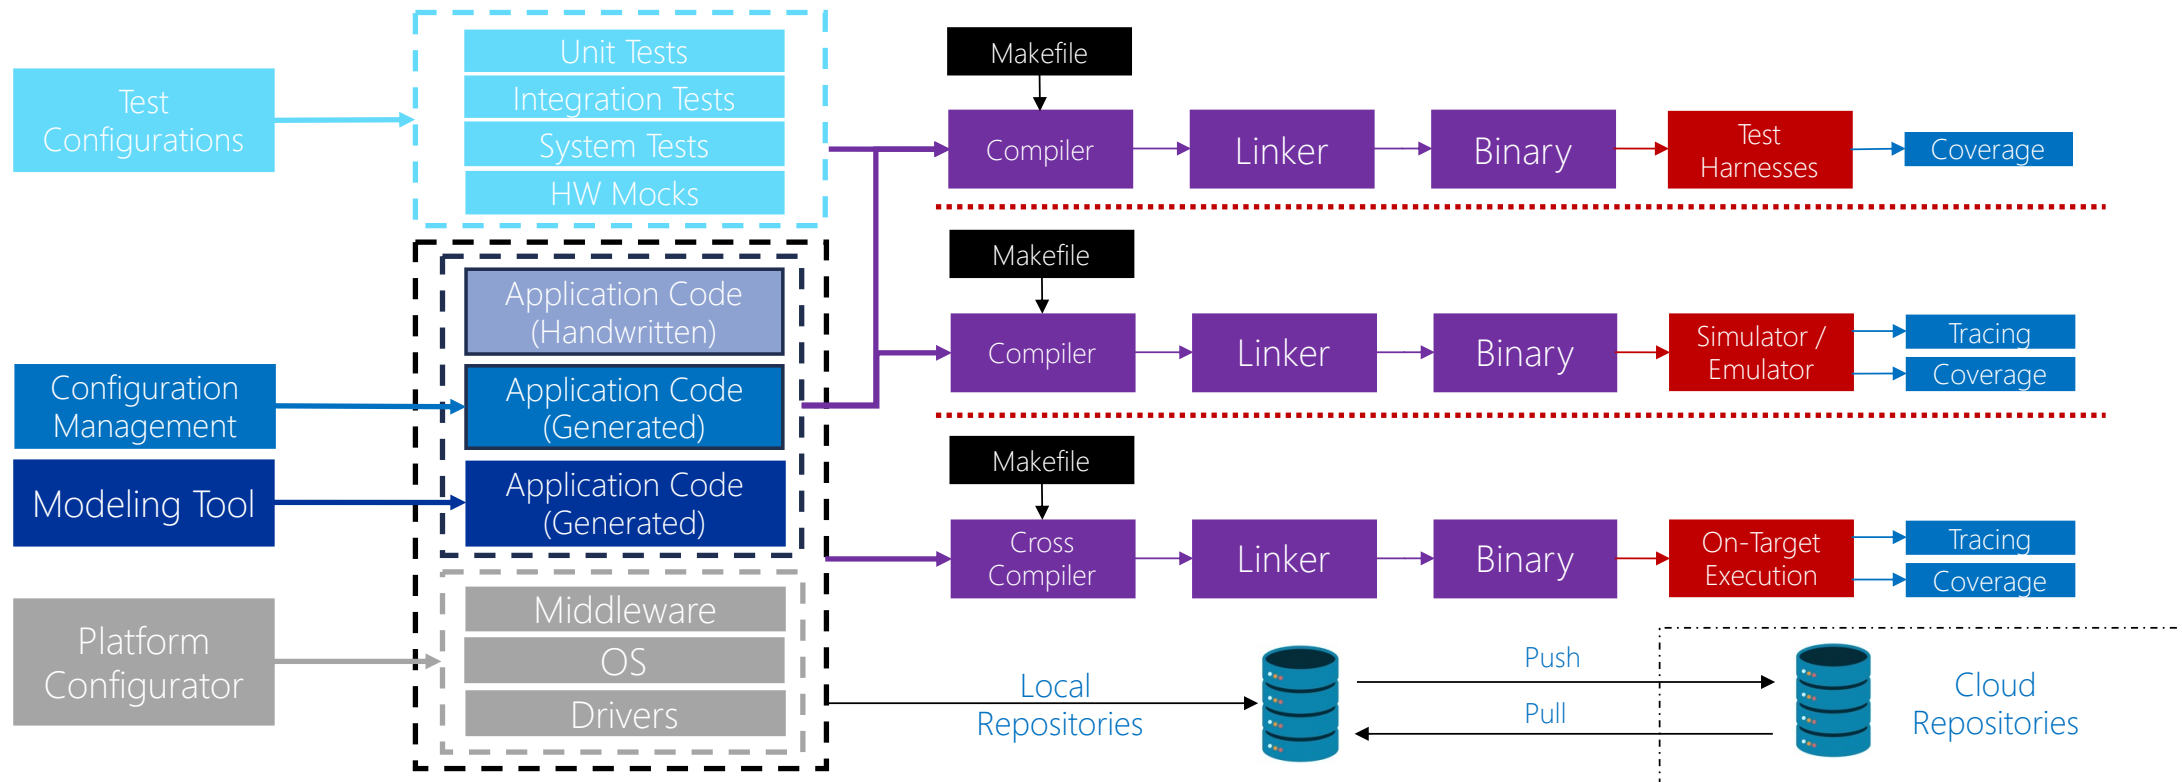 Test
Configurations
Unit Tests
Integration Tests
System Tests
HW Mocks
Application Code
(Handwritten)
Configuration
Management
Application Code
(Generated)
Modeling Tool
Application Code
(Generated)
Platform
Configurator
Middleware
OS
Drivers
Makefile
Compiler
Linker
Binary
Test
Harnesses
Coverage
Makefile
Compiler
Linker
Binary
Simulator /
Emulator
Tracing
Coverage
Makefile
Cross
Compiler
Linker
Binary
On-Target
Execution
Tracing
Coverage
Local
Repositories
Push
Pull
Cloud
Repositories